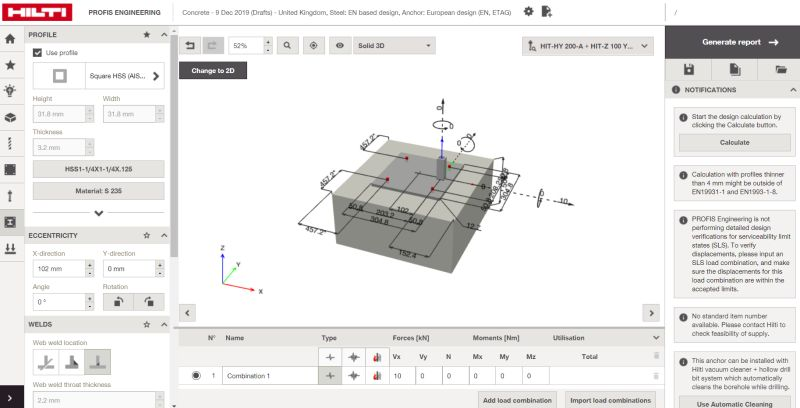 HILTI PROFIS ENGINEERING
Concrete - 9 Dec 2019 (Drafts) - United Kingdom, Steel: EN based design, Anchor: European design (EN, ETAG)
/
PROFILE
Use profile
Square HSS (AIS...
Height
Width
31.8 mm
31.8 mm
Thickness
3.2 mm
HSS1-1/4X1-1/4X.125
Material: S 235
ECCENTRICITY
X-direction
Y-direction
102 mm
0 mm
Angle
Rotation
0 °
WELDS
Web weld location
Web weld throat thickness
2.2 mm
52%
Solid 3D
HIT-HY 200-A + HIT-Z 100 Y...
Change to 2D
0
0
0
457.2"
457.2"
457.2"
50.8
203.2
102
50.8
304.8
152.4
12.7
10
Z
Y
X
N°
Name
Type
Forces [kN]
Moments [Nm]
Utilisation
Vx
Vy
N
Mx
My
Mz
Total
1
Combination 1
10
0
0
0
0
0
Add load combination
Import load combinations
Generate report
NOTIFICATIONS
Start the design calculation by
clicking the Calculate button.
Calculate
Calculation with profiles thinner
than 4 mm might be outside of
EN19931-1 and EN1993-1-8.
PROFIS Engineering is not
performing detailed design
verifications for serviceability limit
states (SLS). To verify
displacements, please input an
SLS load combination, and make
sure the displacements for this
load combination are within the
accepted limits.
No standard item number
available. Please contact Hilti to
check feasibility of supply.
This anchor can be installed with
Hilti vacuum cleaner + hollow drill
bit system which automatically
cleans the borehole while drilling.
Use Automatic Cleaning